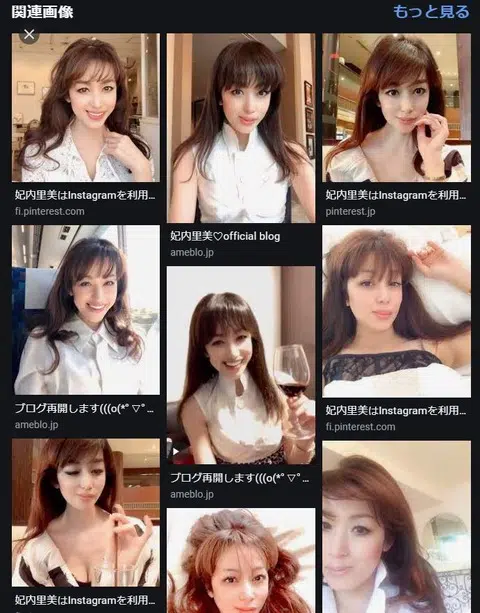 関連画像
もっと見る
妃内里美はInstagramを利用...
fi.pinterest.com
妃内里美はInstagramを利用...
pinterest.jp
妃内里美♡official blog
ameblo.jp
ブログ再開します(((o(*ﾟ▽ﾟ...
ameblo.jp
妃内里美はInstagramを利用...
fi.pinterest.com
ブログ再開します(((o(*ﾟ▽ﾟ...
ameblo.jp
妃内里美はInstagramを利用...